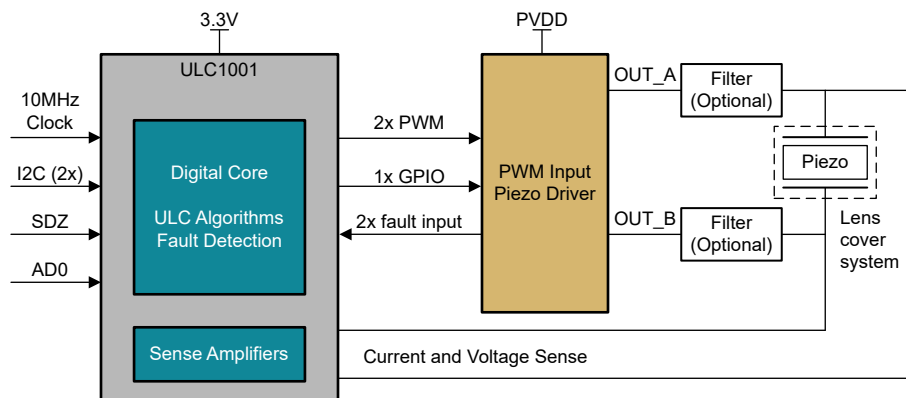 3.3V
PVDD
ULC1001
10MHz
Clock
I2C (2x)
SDZ
AD0
Digital Core
ULC Algorithms
Fault Detection
Sense Amplifiers
2x PWM
1x GPIO
2x fault input
PWM Input
Piezo Driver
OUT_A
OUT_B
Filter
(Optional)
Filter
(Optional)
Piezo
Lens
cover
system
Current and Voltage Sense